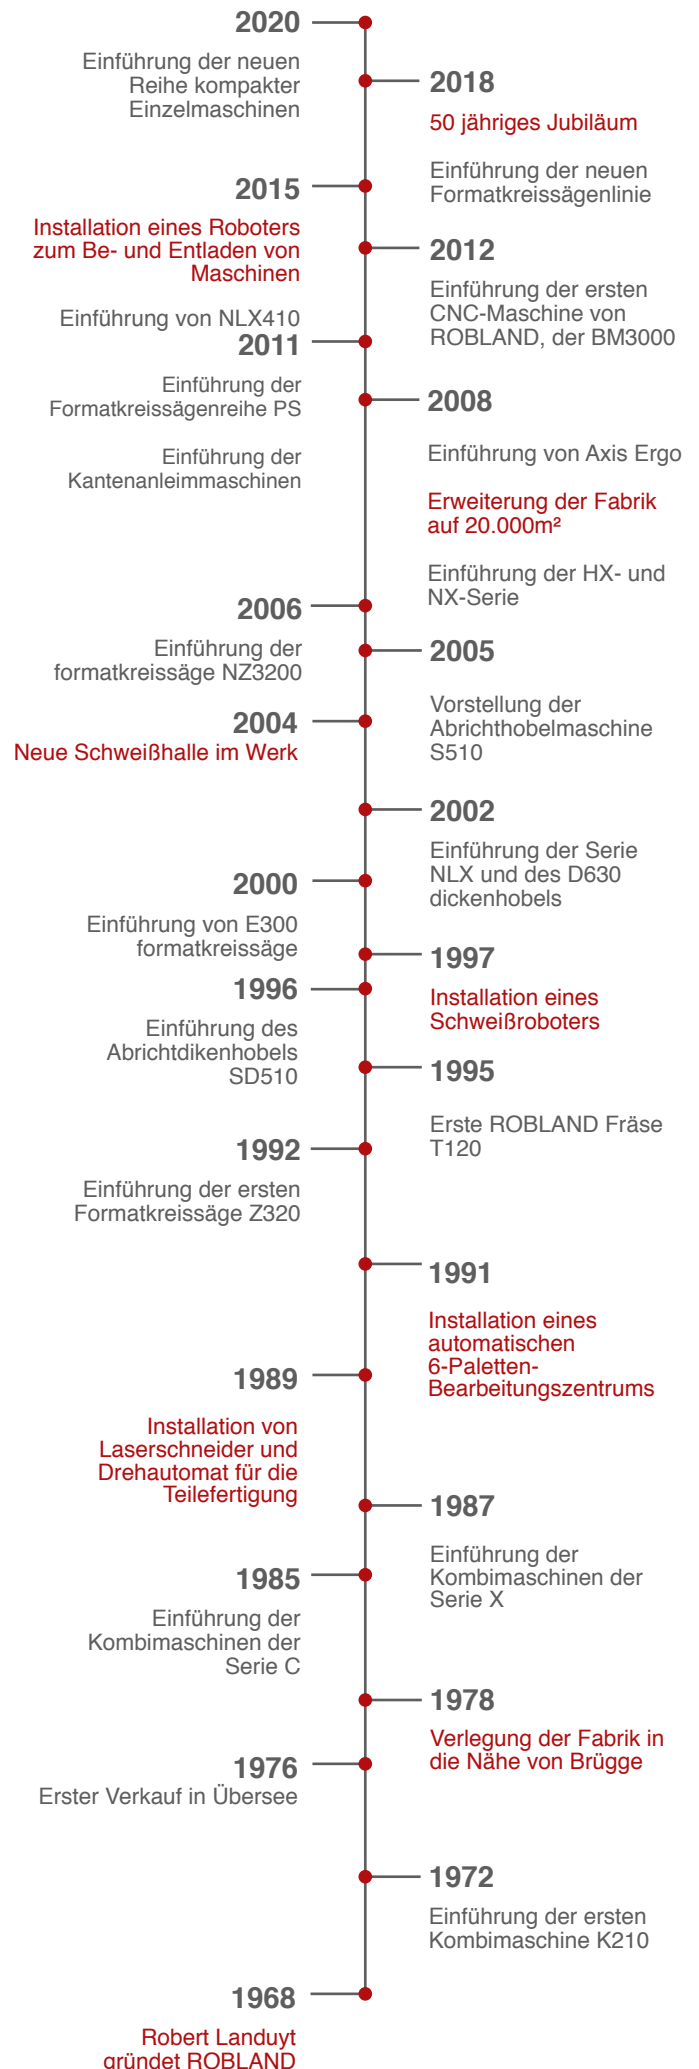 2020
Einführung der neuen
Reihe kompakter
Einzelmaschinen
2018
50 jähriges Jubiläum
Einführung der neuen
Formatkreissägenlinie
2015
Installation eines Roboters
zum Be- und Entladen von
Maschinen
Einführung von NLX410
2012
Einführung der ersten
CNC-Maschine von
ROBLAND, der BM3000
2011
Einführung der
Formatkreissägenreihe PS
Einführung der
Kantenanleimmaschinen
2008
Einführung von Axis Ergo
Erweiterung der Fabrik
auf 20.000m²
Einführung der HX- und
NX-Serie
2006
Einführung der
formatkreissäge NZ3200
2005
Vorstellung der
Abrichthobelmaschine
S510
2004
Neue Schweißhalle im Werk
2002
Einführung der Serie
NLX und des D630
dickenhobels
2000
Einführung von E300
formatkreissäge
1997
Installation eines
Schweißroboters
1996
Einführung des
Abrichtdikenhobels
SD510
1995
Erste ROBLAND Fräse
T120
1992
Einführung der ersten
Formatkreissäge Z320
1991
Installation eines
automatischen
6-Paletten-
Bearbeitungszentrums
1989
Installation von
Laserschneider und
Drehautomat für die
Teilefertigung
1987
Einführung der
Kombimaschinen der
Serie X
1985
Einführung der
Kombimaschinen der
Serie C
1978
Verlegung der Fabrik in
die Nähe von Brügge
1976
Erster Verkauf in Übersee
1972
Einführung der ersten
Kombimaschine K210
1968
Robert Landuyt
gründet ROBLAND